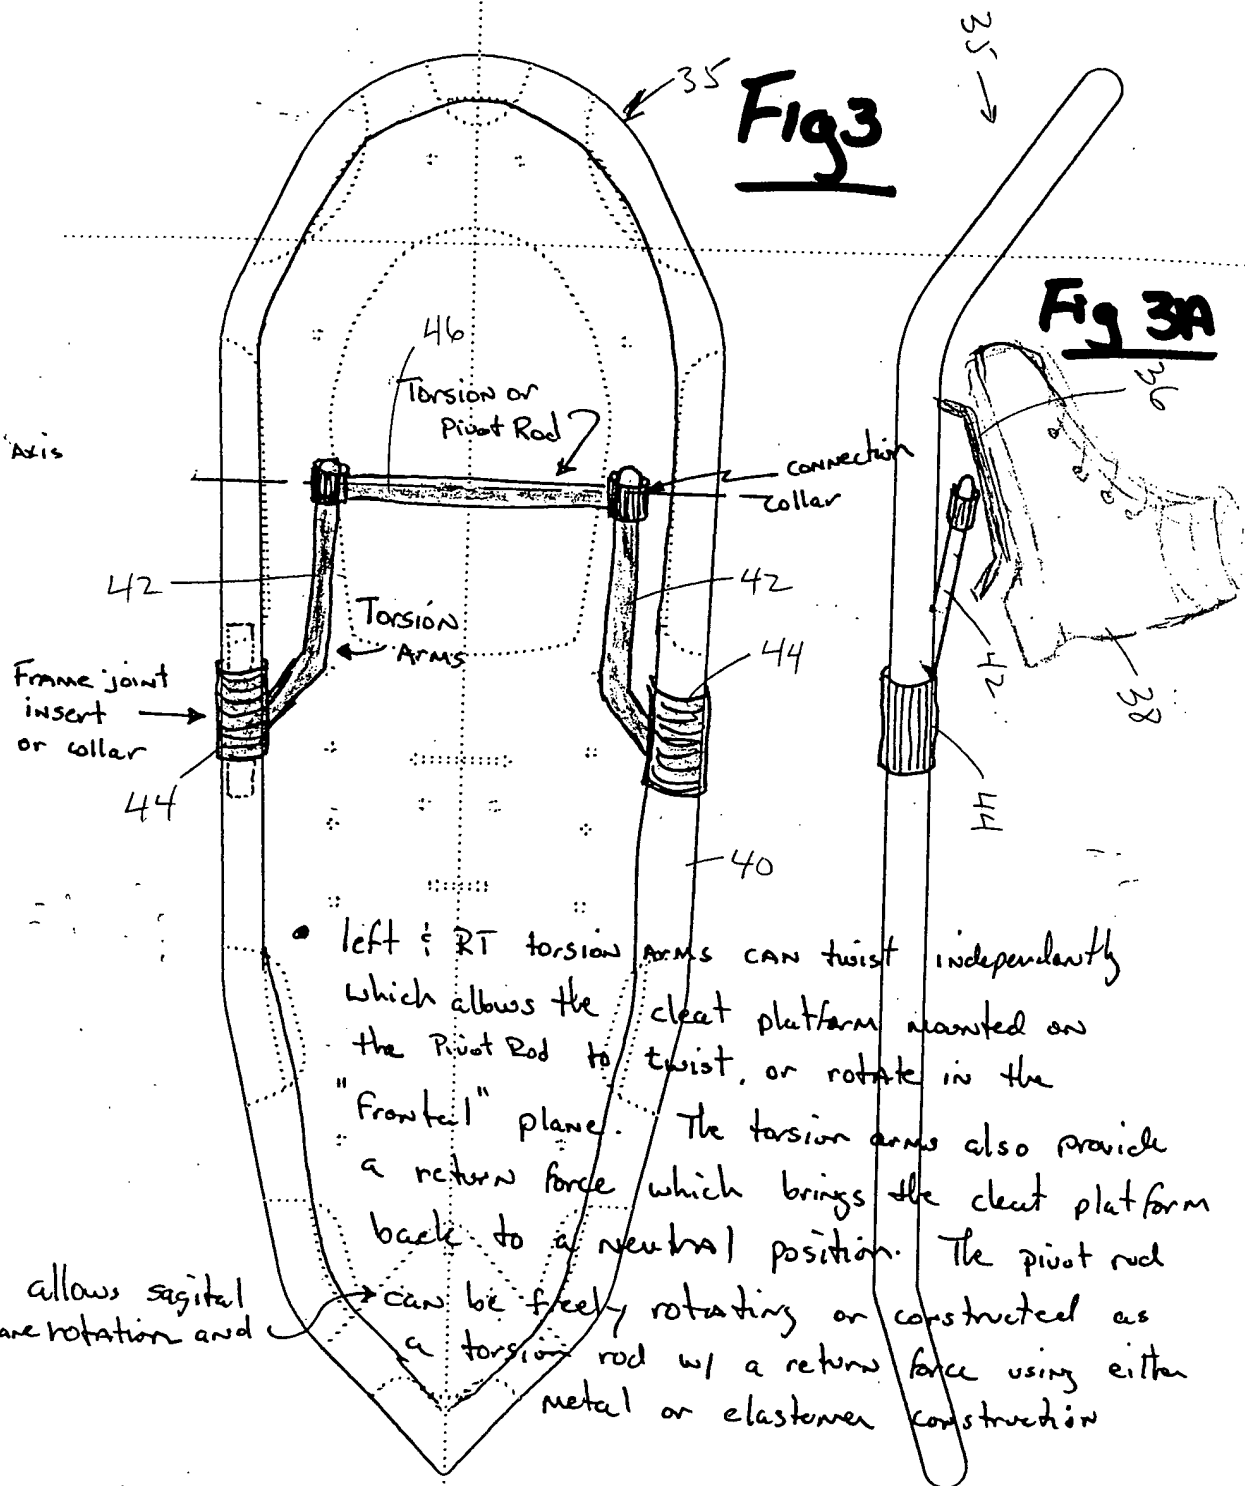 35
Fig3
35
Fig 3A
46
Torsion or
Pivot Rod
36
Axis
connection
collar
42
42
Torsion
Arms
44
42
38
Frame joint
insert
or collar
44
44
40
• left & RT torsion Arms CAN twist independently
which allows the cleat platform mounted on
the Pivot Rod to twist, or rotate in the
"Frontal" plane. The torsion arms also provide
a return force which brings the cleat platform
back to a neutral position. The pivot rod
allows sagital
ane rotation and
can be freely rotating or constructed as
a torsion rod w/ a return force using either
metal or elastomer construction